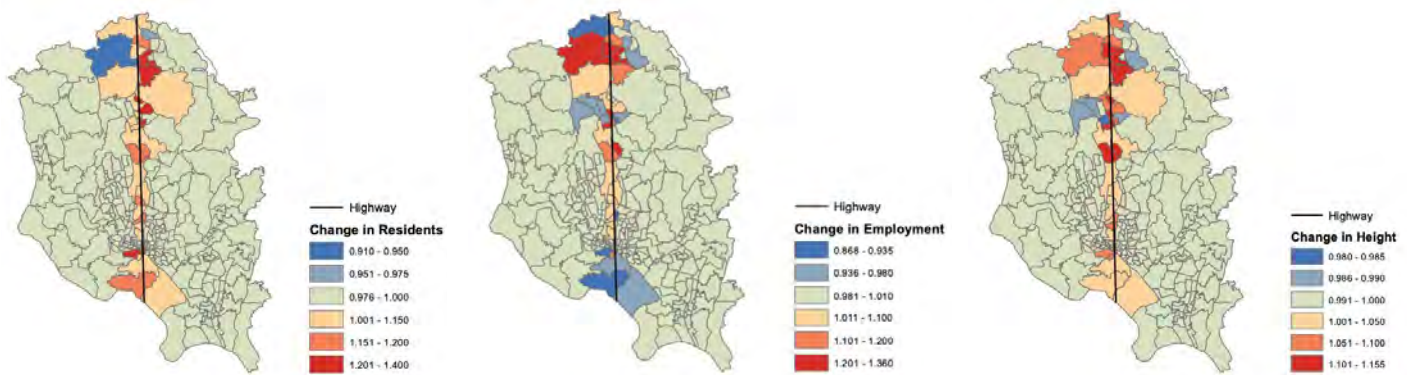 Highway
Change in Residents
0.910 - 0.950
0.951 - 0.975
0.976 - 1.000
1.001 - 1.150
1.151 - 1.200
1.201 - 1.400
Highway
Change in Employment
0.868 - 0.935
0.936 - 0.980
0.981 - 1.010
1.011 - 1.100
1.101 - 1.200
1.201 - 1.360
Highway
Change in Height
0.980 - 0.985
0.986 - 0.990
0.991 - 1.000
1.001 - 1.050
1.051 - 1.100
1.101 - 1.155